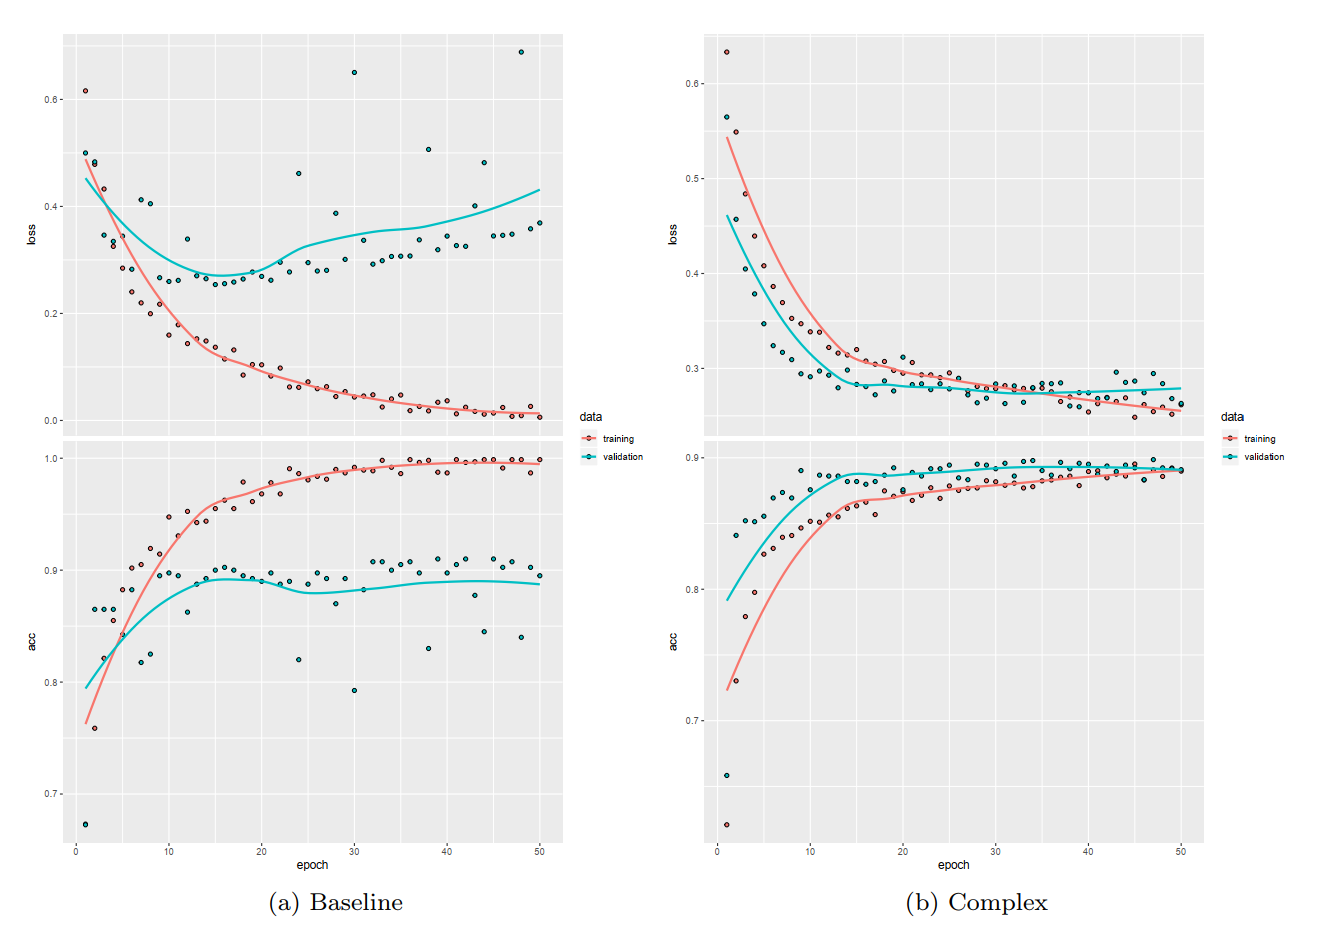 0.6
0.4
0.2
0.0
loss
1.0
0.9
0.8
0.7
acc
0 10 20 30 40 50
epoch
data
training
validation
(a) Baseline
0.6
0.5
0.4
0.3
loss
0.9
0.8
0.7
acc
0 10 20 30 40 50
epoch
data
training
validation
(b) Complex